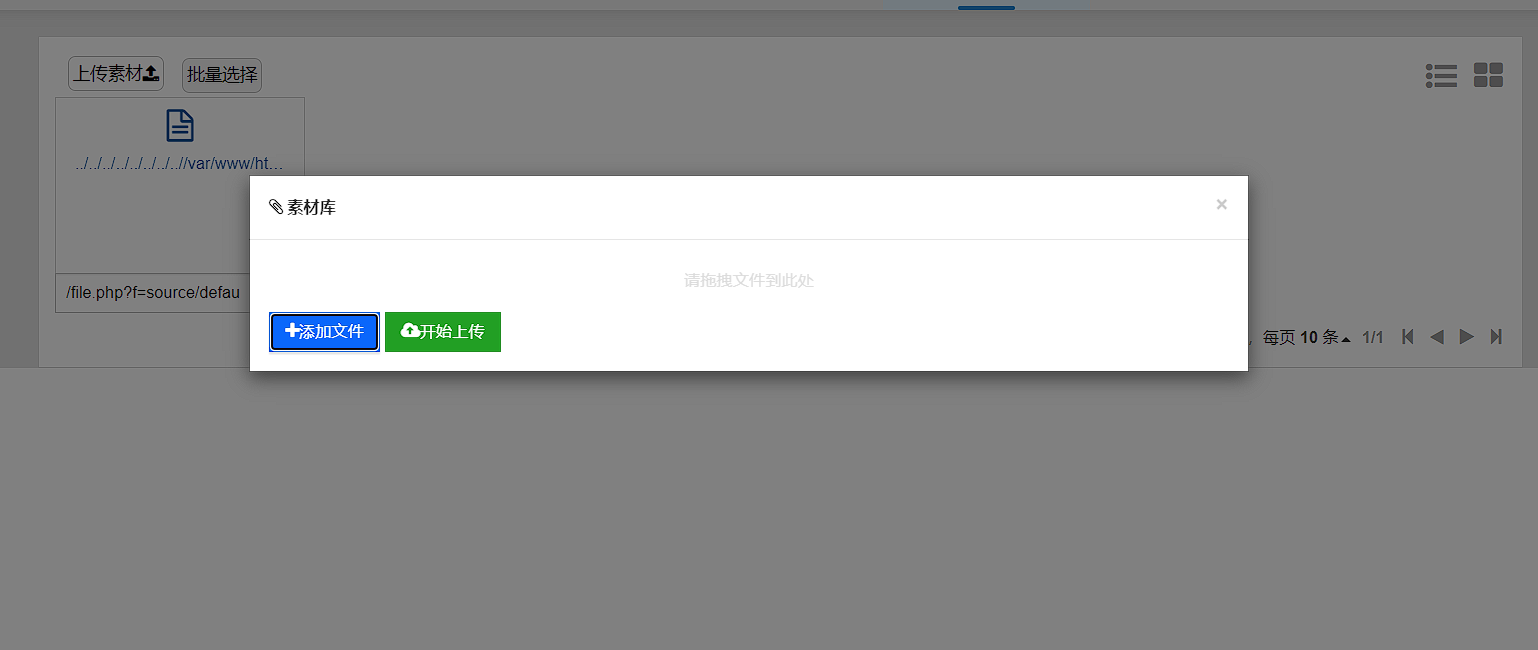 上传素材
批量选择
../../../../../../../..//var/www/ht...
素材库
×
请拖拽文件到此处
/file.php?f=source/defau
添加文件
开始上传
, 每页 10 条
1/1